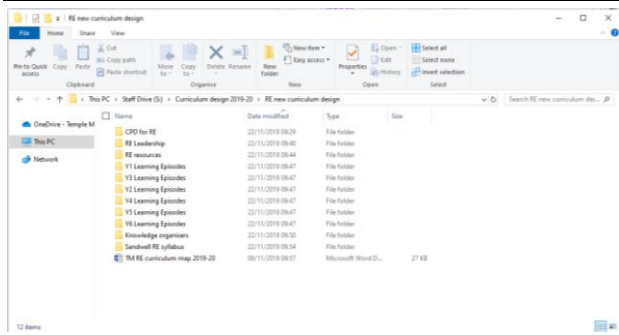 RE new curriculum design
File Home Share View
Pin to Quick access
Copy
Paste
Cut
Copy path
Paste shortcut
Clipboard
Move to
Copy to
Delete
Rename
Organise
New folder
New item
Easy access
New
Properties
Open
Edit
History
Open
Select all
Select none
Invert selection
Select
This PC › Staff Drive (S:) › Curriculum design 2019-20 › RE new curriculum design
Search RE new curriculum des...
OneDrive - Temple M
This PC
Network
Name Date modified Type Size
CPD for RE 22/11/2019 09:29 File folder
RE Leadership 22/11/2019 09:40 File folder
RE resources 22/11/2019 09:44 File folder
Y1 Learning Episodes 22/11/2019 09:47 File folder
Y3 Learning Episodes 22/11/2019 09:47 File folder
Y2 Learning Episodes 22/11/2019 09:47 File folder
Y4 Learning Episodes 22/11/2019 09:47 File folder
Y5 Learning Episodes 22/11/2019 09:47 File folder
Y6 Learning Episodes 22/11/2019 09:47 File folder
Knowledge organisers 22/11/2019 09:50 File folder
Sandwell RE syllabus 22/11/2019 09:54 File folder
TM RE curriculum map 2019-20 08/11/2019 09:57 Microsoft Word D... 27 KB
12 items